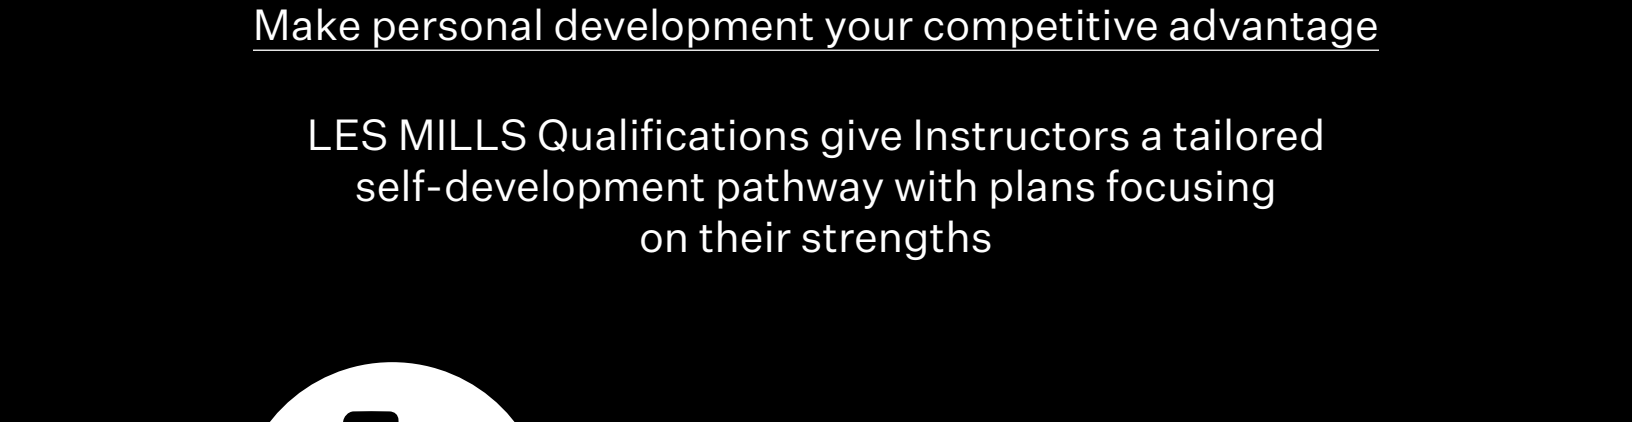 Make personal development your competitive advantage
LES MILLS Qualifications give Instructors a tailored
self-development pathway with plans focusing
on their strengths